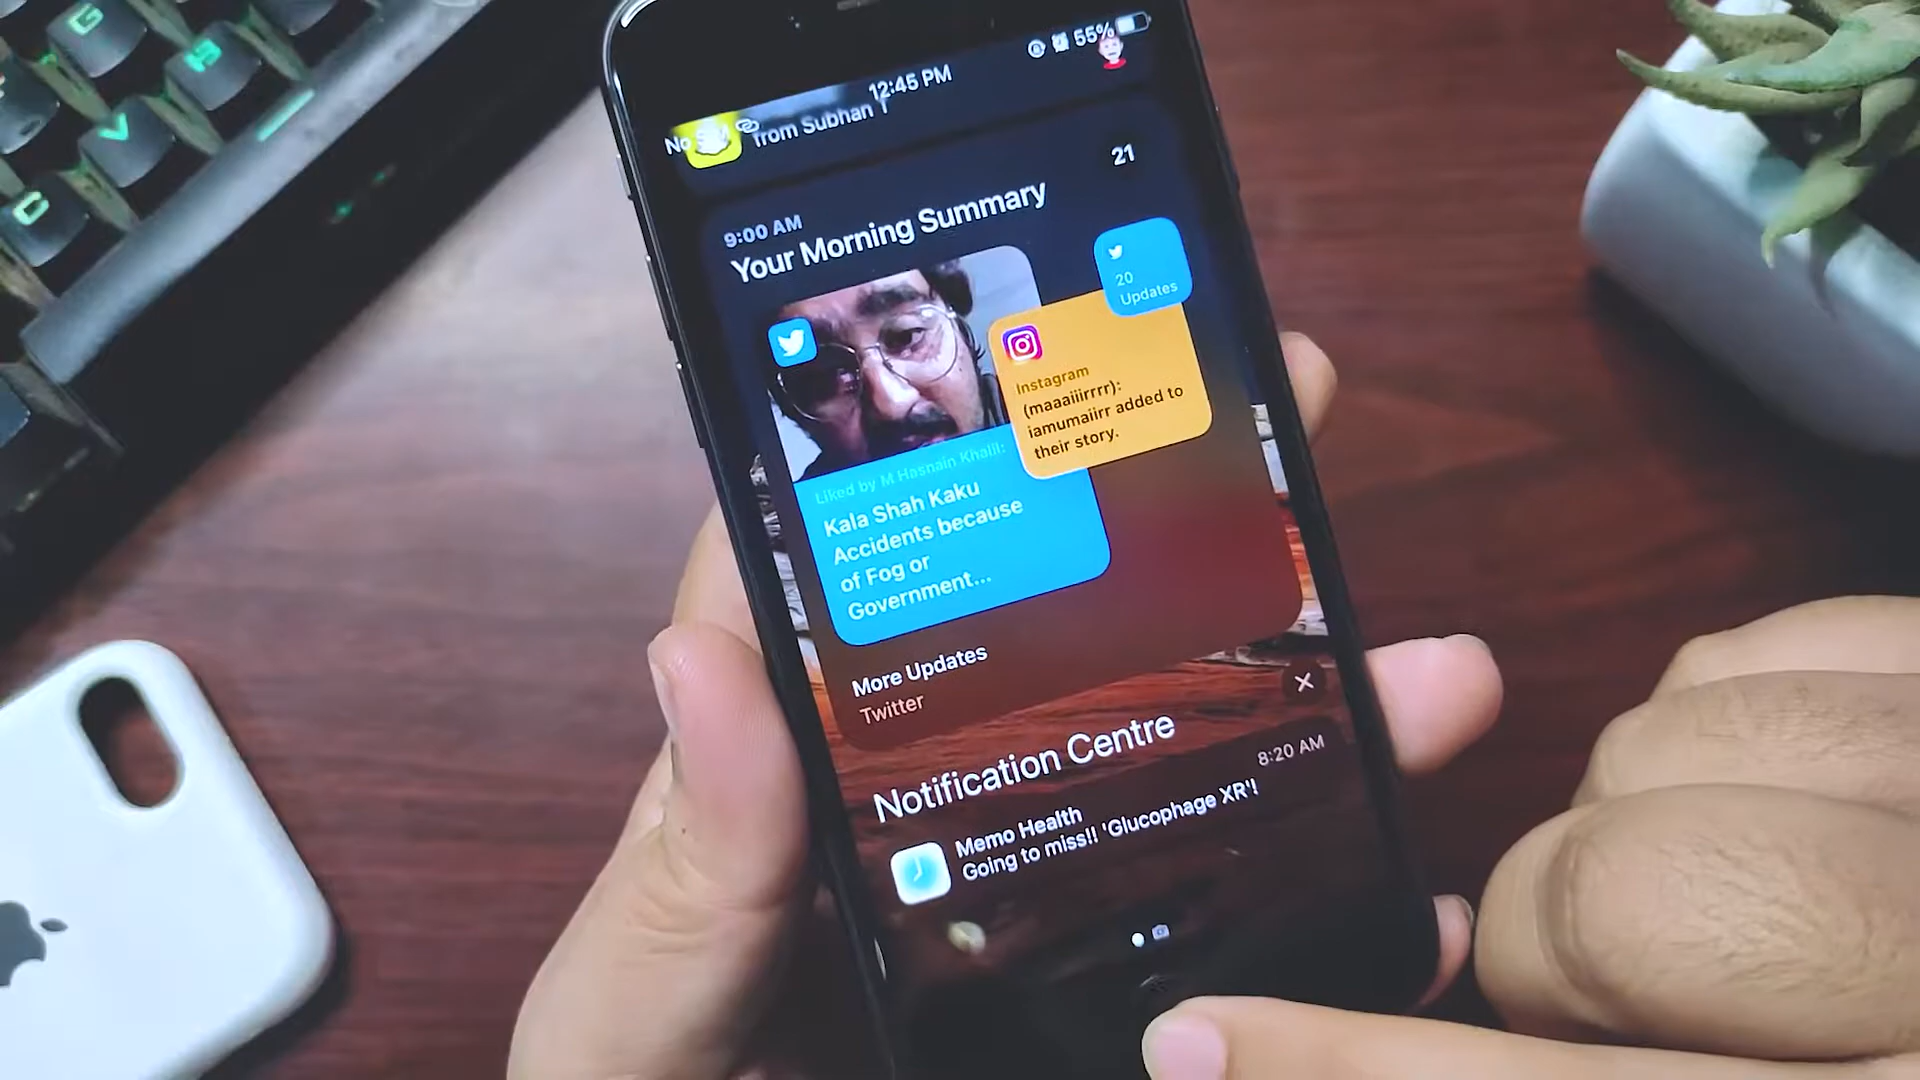 G
H
V
C
55%
12:45 PM
No SIM
from Subhan T
21
9:00 AM
Your Morning Summary
20
Updates
Instagram
(maaaiiirrrr):
iamumaiirr added to
their story.
Liked by M Hasnain Khalil:
Kala Shah Kaku
Accidents because
of Fog or
Government...
More Updates
Twitter
Notification Centre
8:20 AM
Memo Health
Going to miss!! 'Glucophage XR'!